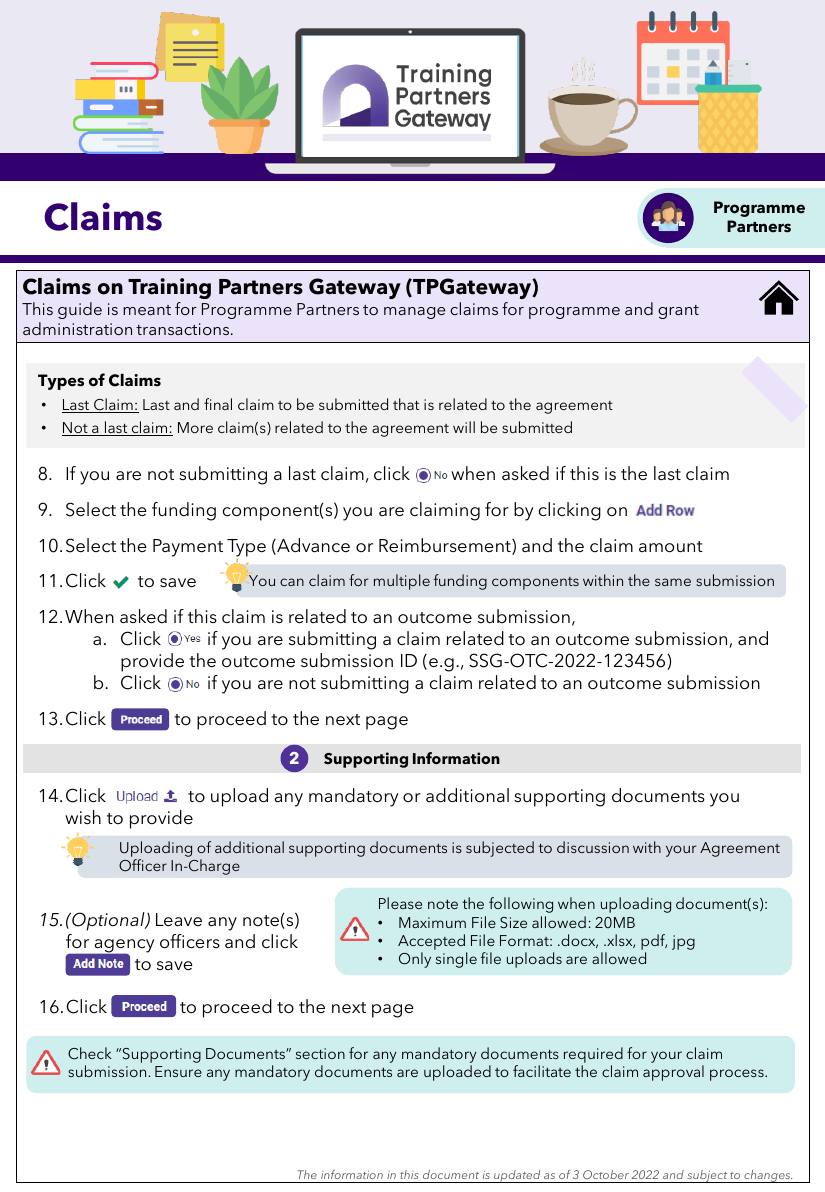 Training
Partners
Gateway
Claims
Programme
Partners
Claims on Training Partners Gateway (TPGateway)
This guide is meant for Programme Partners to manage claims for programme and grant
administration transactions.
Types of Claims
• Last Claim: Last and final claim to be submitted that is related to the agreement
• Not a last claim: More claim(s) related to the agreement will be submitted
8. If you are not submitting a last claim, click No when asked if this is the last claim
9. Select the funding component(s) you are claiming for by clicking on Add Row
10. Select the Payment Type (Advance or Reimbursement) and the claim amount
11. Click ✔ to save
You can claim for multiple funding components within the same submission
12. When asked if this claim is related to an outcome submission,
a. Click Yes if you are submitting a claim related to an outcome submission, and
provide the outcome submission ID (e.g., SSG-OTC-2022-123456)
b. Click No if you are not submitting a claim related to an outcome submission
13. Click Proceed to proceed to the next page
2 Supporting Information
14. Click Upload to upload any mandatory or additional supporting documents you
wish to provide
Uploading of additional supporting documents is subjected to discussion with your Agreement
Officer In-Charge
15. (Optional) Leave any note(s)
for agency officers and click
Add Note to save
Please note the following when uploading document(s):
• Maximum File Size allowed: 20MB
• Accepted File Format: .docx, .xlsx, pdf, jpg
• Only single file uploads are allowed
16. Click Proceed to proceed to the next page
Check “Supporting Documents” section for any mandatory documents required for your claim
submission. Ensure any mandatory documents are uploaded to facilitate the claim approval process.
The information in this document is updated as of 3 October 2022 and subject to changes.